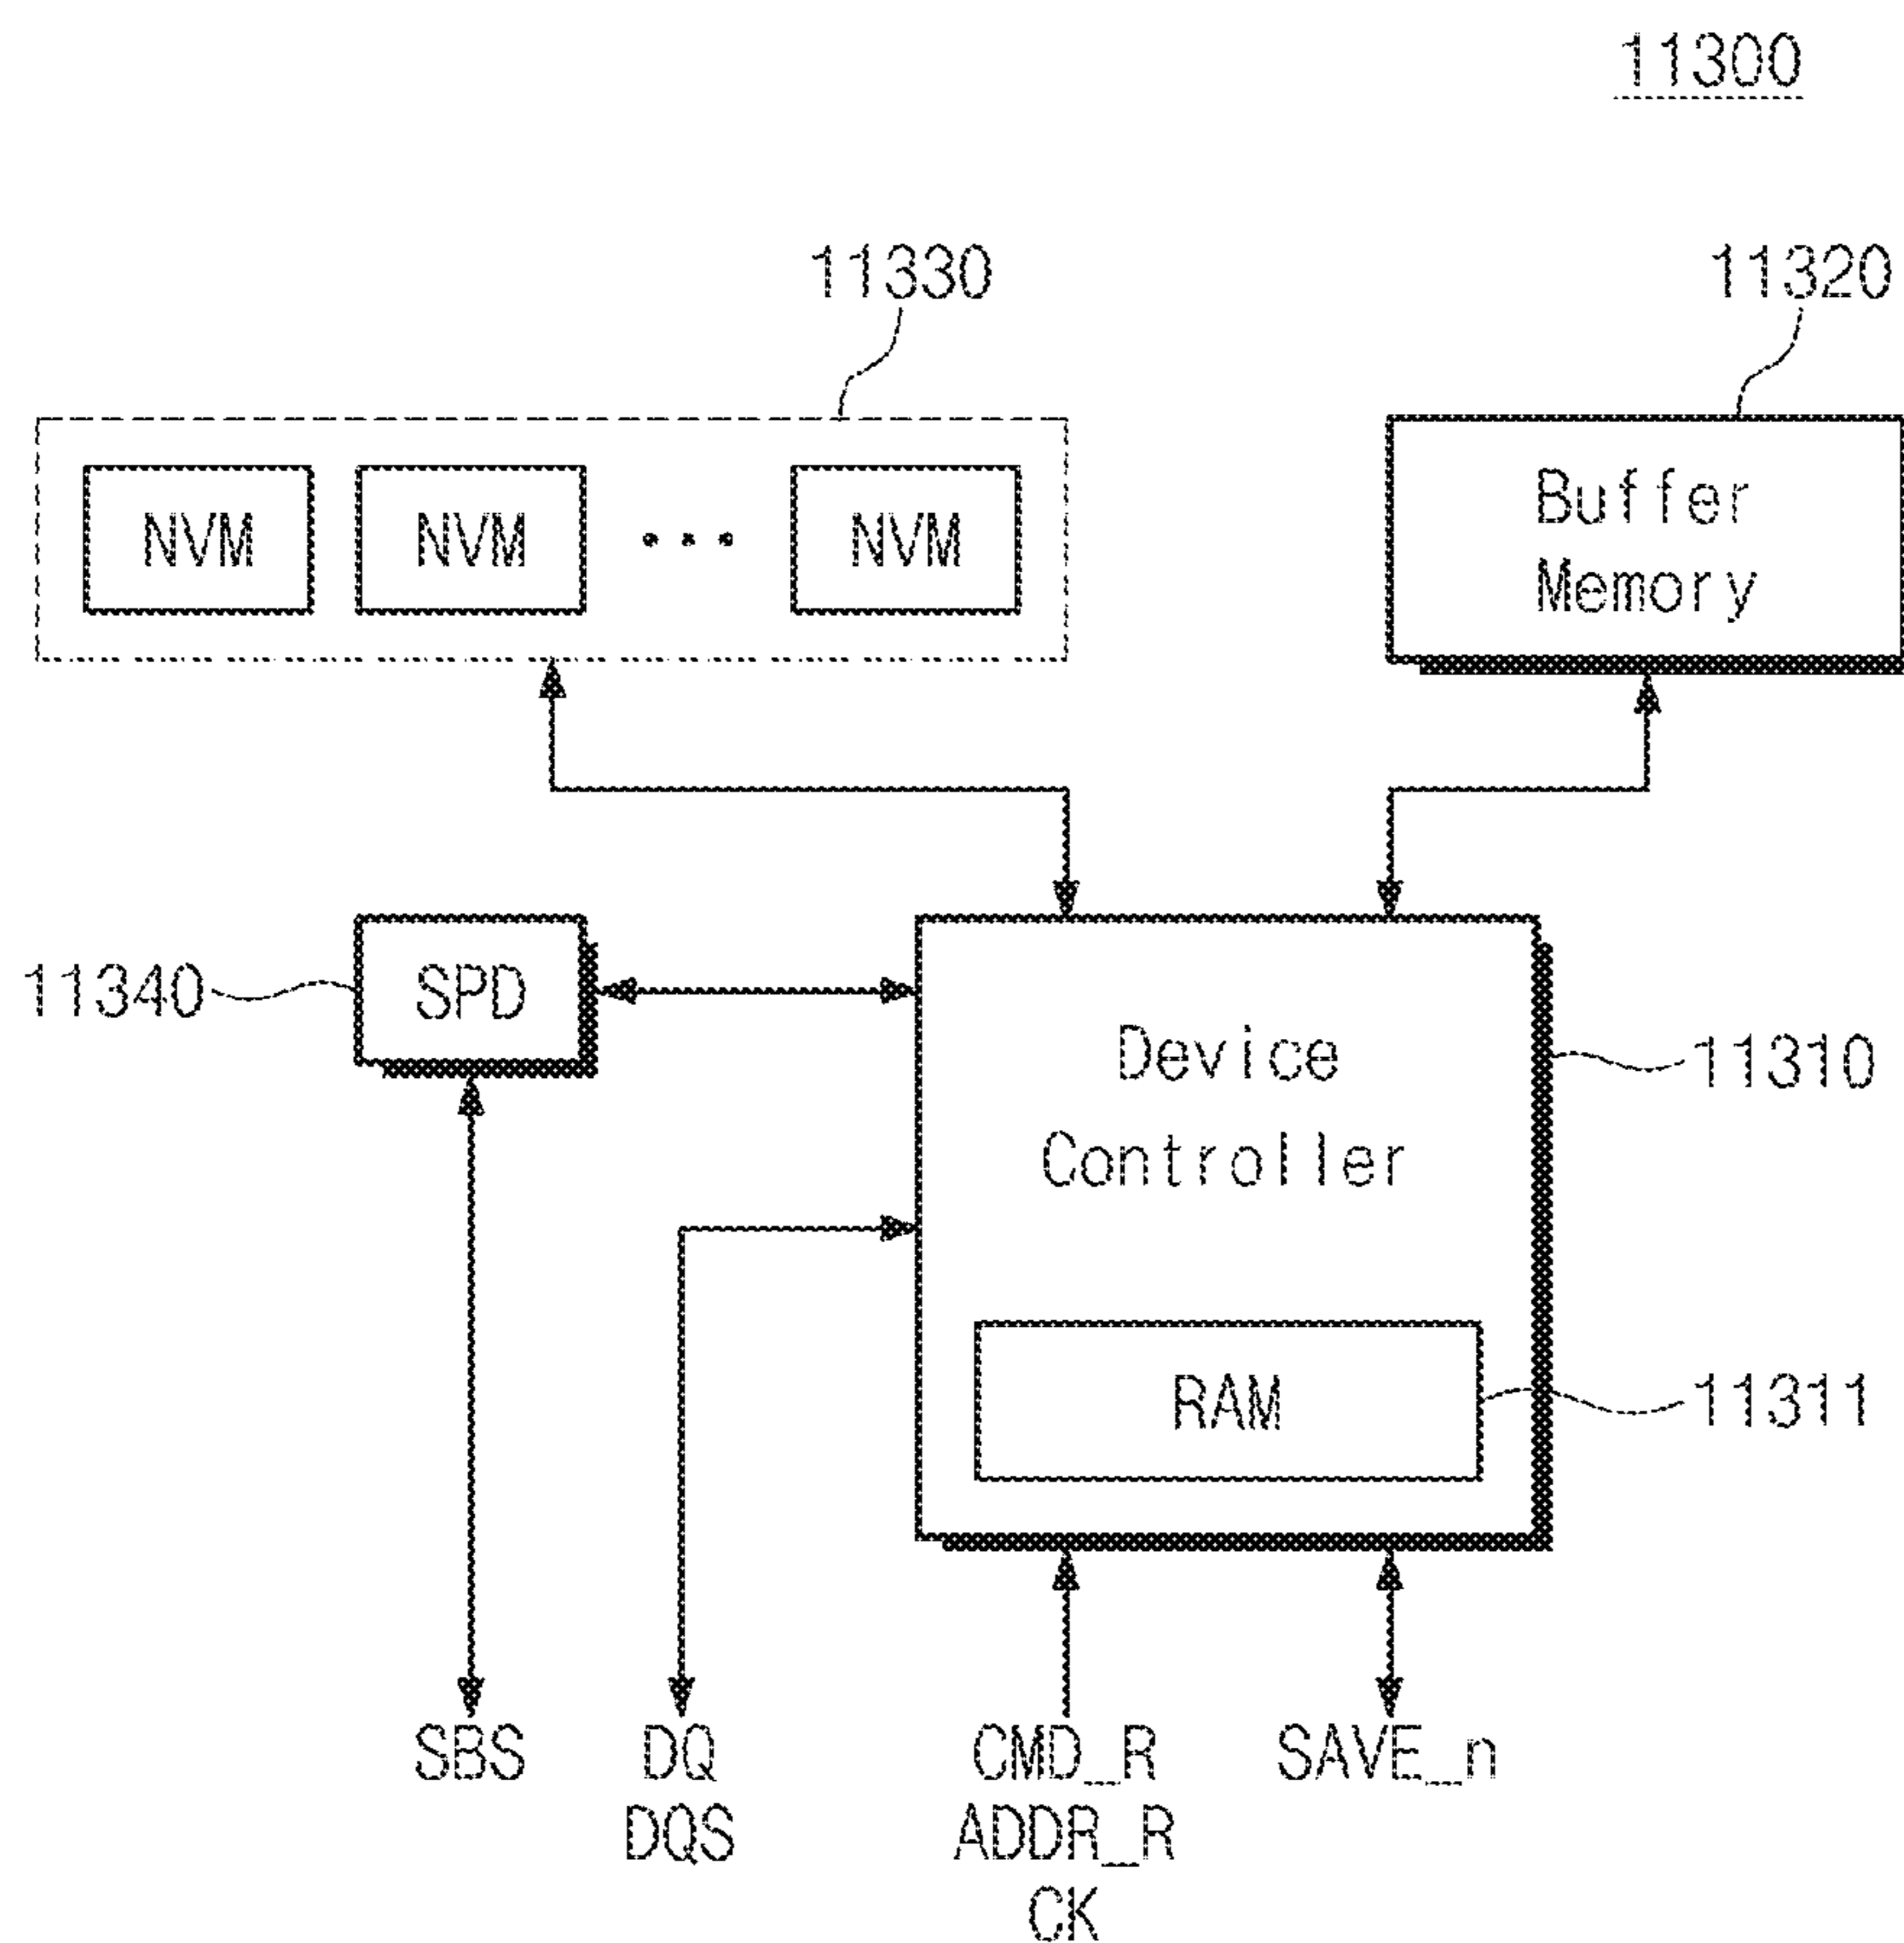 11300
11330
11320
NVM NVM ••• NVM
Buffer
Memory
11340
SPD
Device
Controller
11310
RAM
11311
SBS
DQ
DQS
CMD_R
ADDR_R
CK
SAVE_n